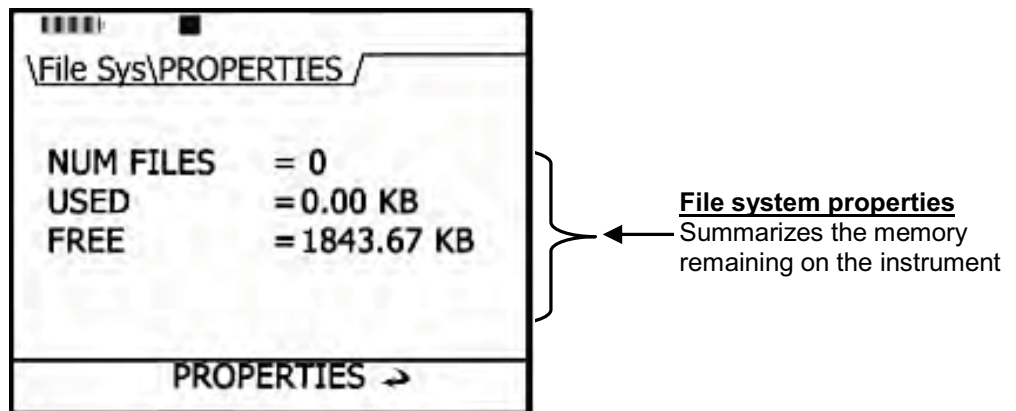 \File Sys\PROPERTIES /
NUM FILES = 0
USED =0.00 KB
FREE =1843.67 KB
PROPERTIES
File system properties
Summarizes the memory
remaining on the instrument